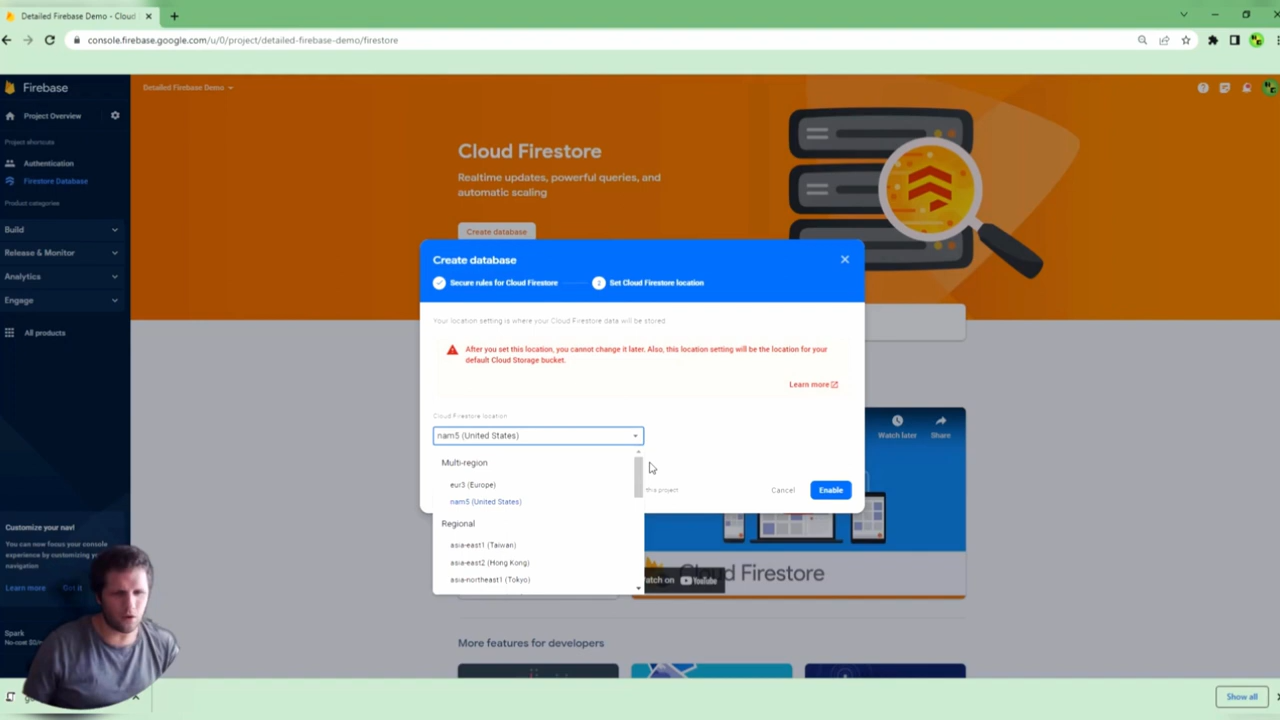 Detailed Firebase Demo - Cloud
console.firebase.google.com/u/0/project/detailed-firebase-demo/firestore
Firebase
Detailed Firebase Demo
Project Overview
Project shortcuts
Authentication
Firestore Database
Product categories
Build
Release & Monitor
Analytics
Engage
All products
Customize your nav!
You can now focus your console
experience by customizing your
navigation
Learn more
Got it
Spark
Cloud Firestore
Realtime updates, powerful queries, and
automatic scaling
Create database
Create database
Secure rules for Cloud Firestore
2
Set Cloud Firestore location
Your location setting is where your Cloud Firestore data will be stored
After you set this location, you cannot change it later. Also, this location setting will be the location for your
default Cloud Storage bucket.
Learn more
Cloud Firestore location
nam5 (United States)
Multi-region
eur3 (Europe)
nam5 (United States)
Regional
asia-east1 (Taiwan)
asia-east2 (Hong Kong)
asia-northeast1 (Tokyo)
this project
Cancel
Enable
Watch later
Share
YouTube
Firestore
More features for developers
Show all